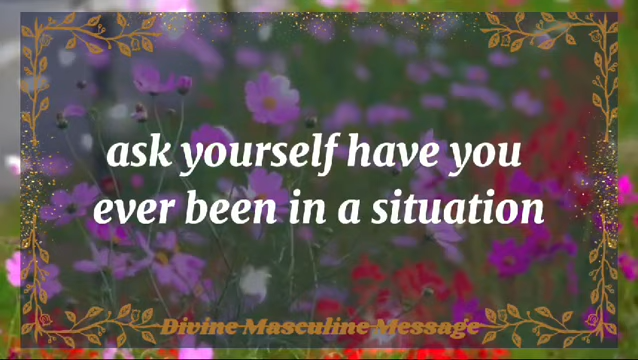 ask yourself have you
ever been in a situation
Divine Masculine Message